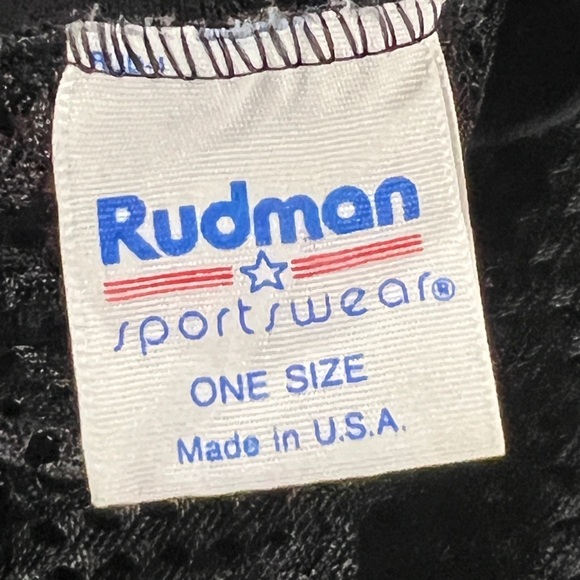 Rudman
sportswear®
ONE SIZE
Made in U.S.A.